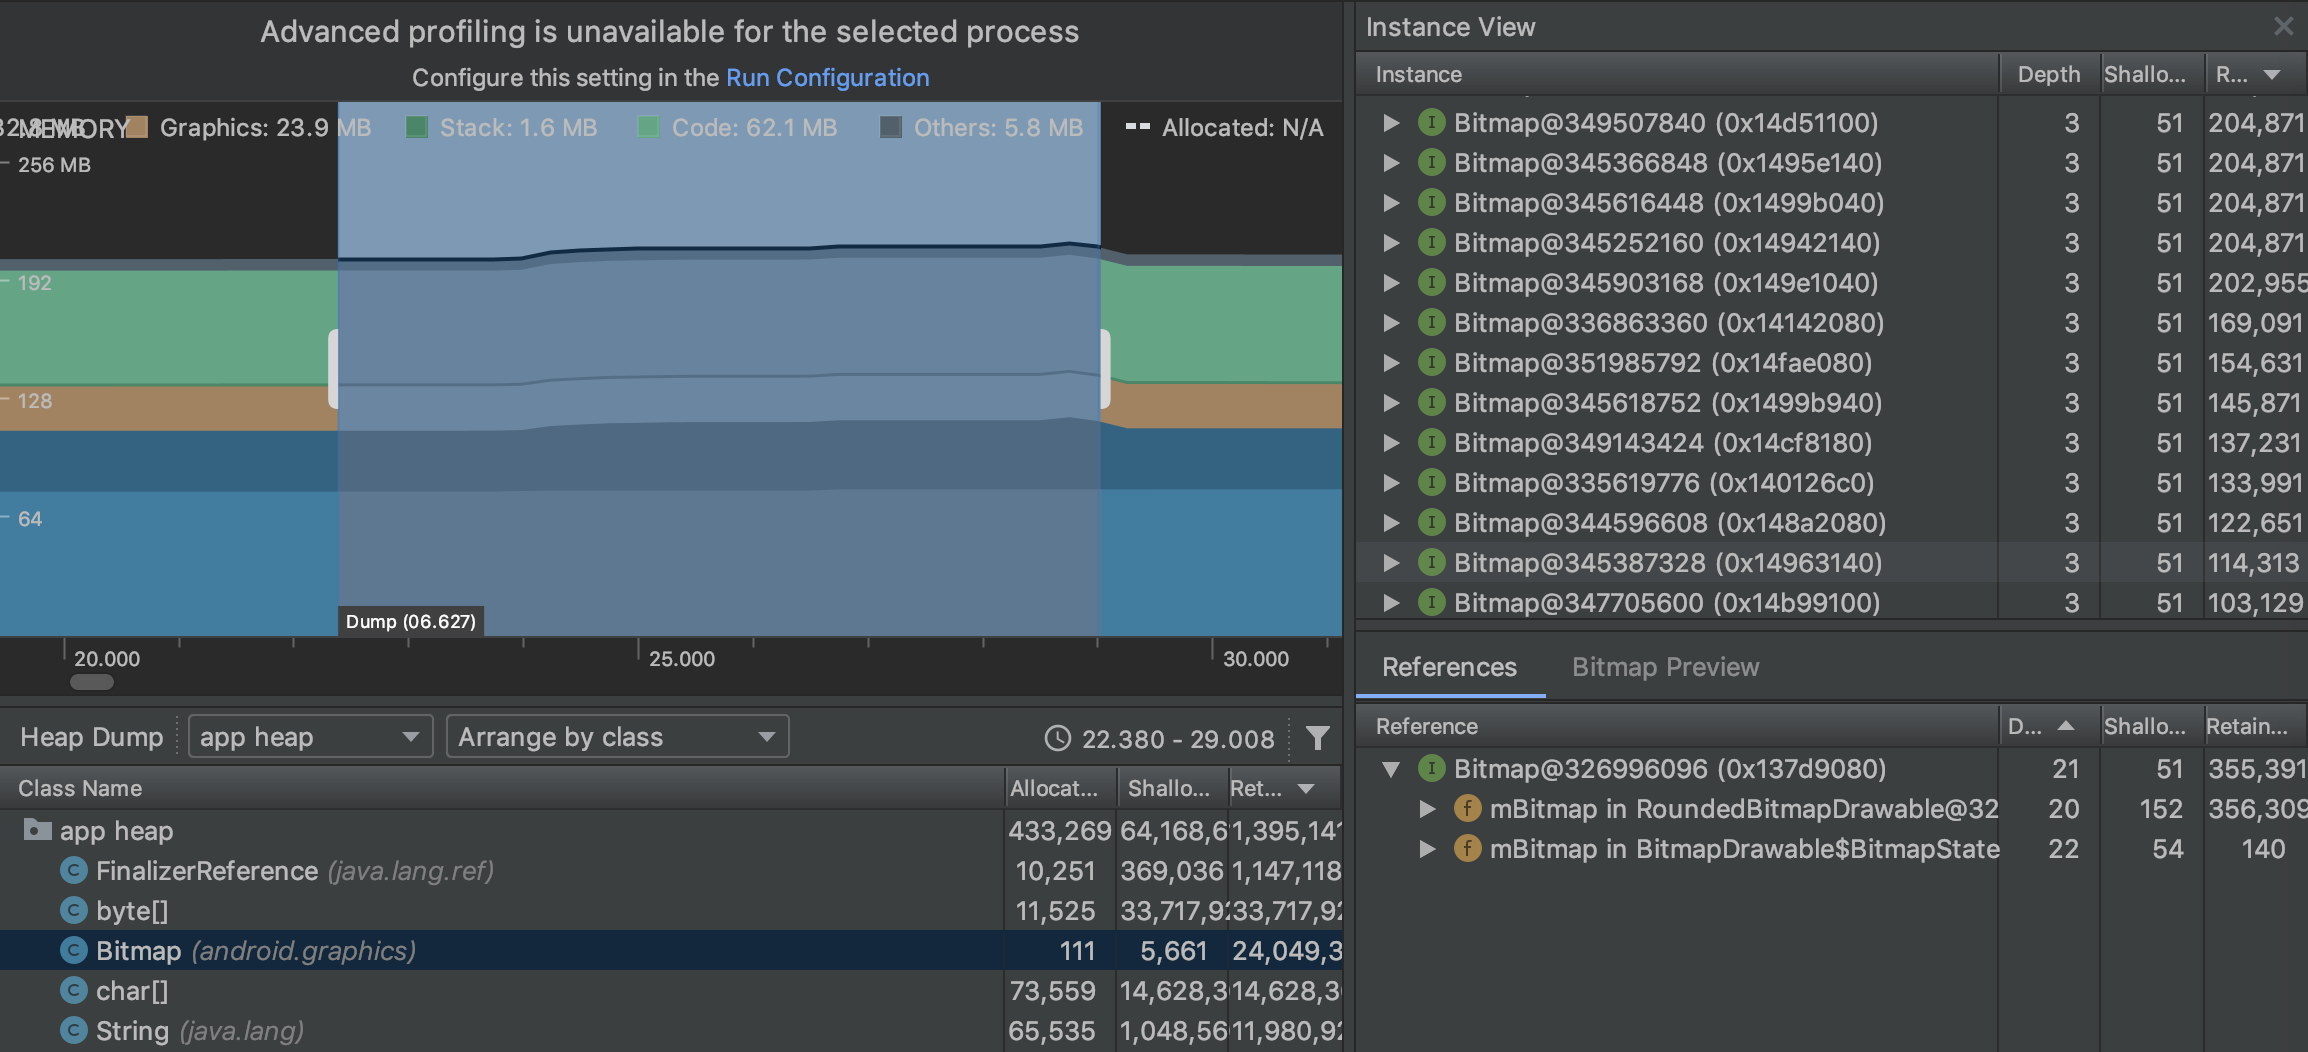 Advanced profiling is unavailable for the selected process
Configure this setting in the Run Configuration
MEMORY
Graphics: 23.9 MB
Stack: 1.6 MB
Code: 62.1 MB
Others: 5.8 MB
Allocated: N/A
256 MB
192
128
64
Dump (06.627)
20.000
25.000
30.000
Heap Dump
app heap
Arrange by class
22.380 - 29.008
Class Name Allocat... Shallo... Ret...
app heap 433,269 64,168,6 1,395,141
FinalizerReference (java.lang.ref) 10,251 369,036 1,147,118
byte[] 11,525 33,717,92 33,717,92
Bitmap (android.graphics) 111 5,661 24,049,3
char[] 73,559 14,628,3 14,628,3
String (java.lang) 65,535 1,048,56 11,980,92
Instance View
Instance Depth Shallo... R...
Bitmap@349507840 (0x14d51100) 3 51 204,871
Bitmap@345366848 (0x1495e140) 3 51 204,871
Bitmap@345616448 (0x1499b040) 3 51 204,871
Bitmap@345252160 (0x14942140) 3 51 204,871
Bitmap@345903168 (0x149e1040) 3 51 202,955
Bitmap@336863360 (0x14142080) 3 51 169,091
Bitmap@351985792 (0x14fae080) 3 51 154,631
Bitmap@345618752 (0x1499b940) 3 51 145,871
Bitmap@349143424 (0x14cf8180) 3 51 137,231
Bitmap@335619776 (0x140126c0) 3 51 133,991
Bitmap@344596608 (0x148a2080) 3 51 122,651
Bitmap@345387328 (0x14963140) 3 51 114,313
Bitmap@347705600 (0x14b99100) 3 51 103,129
References
Bitmap Preview
Reference D... Shallo... Retain...
Bitmap@326996096 (0x137d9080) 21 51 355,391
mBitmap in RoundedBitmapDrawable@32 20 152 356,309
mBitmap in BitmapDrawable$BitmapState 22 54 140